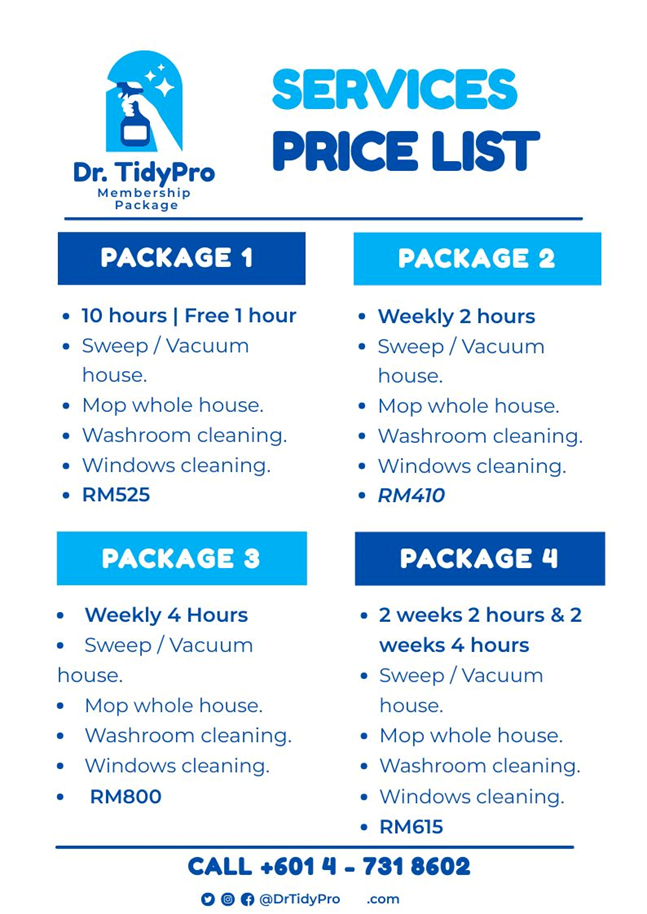 Dr. TidyPro
Membership
Package
SERVICES
PRICE LIST
PACKAGE 1
• 10 hours | Free 1 hour
• Sweep / Vacuum
house.
• Mop whole house.
• Washroom cleaning.
• Windows cleaning.
• RM525
PACKAGE 2
• Weekly 2 hours
• Sweep / Vacuum
house.
• Mop whole house.
• Washroom cleaning.
• Windows cleaning.
• RM410
PACKAGE 3
• Weekly 4 Hours
• Sweep / Vacuum
house.
• Mop whole house.
• Washroom cleaning.
• Windows cleaning.
• RM800
PACKAGE 4
• 2 weeks 2 hours & 2
weeks 4 hours
• Sweep / Vacuum
house.
• Mop whole house.
• Washroom cleaning.
• Windows cleaning.
• RM615
CALL +601 4 - 731 8602
@DrTidyPro .com